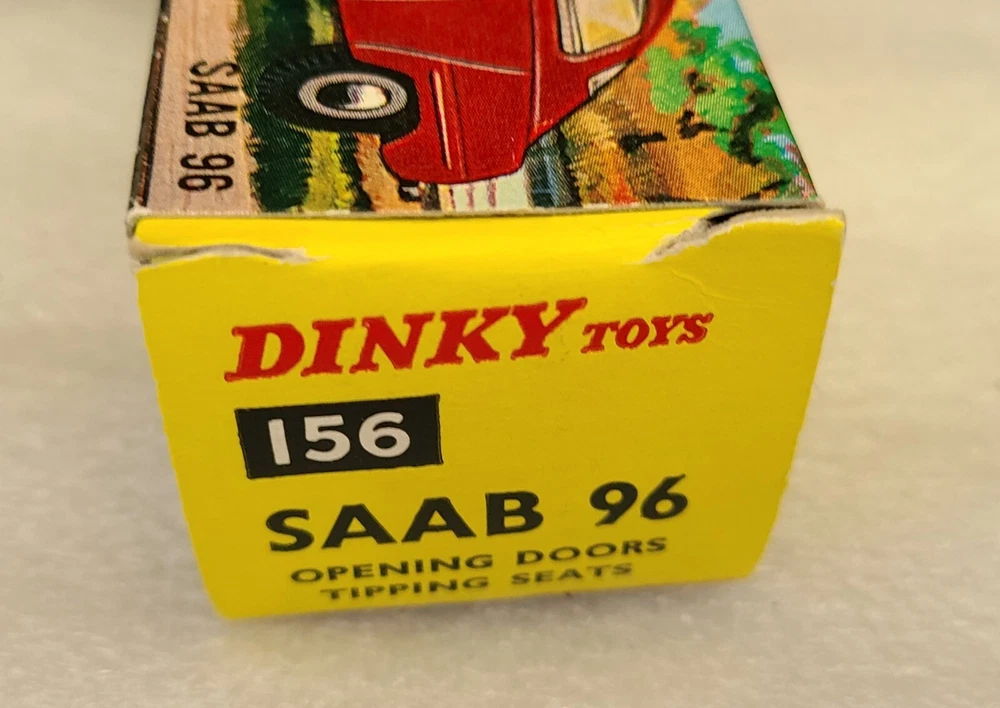 SAAB 96
DINKY TOYS
156
SAAB 96
OPENING DOORS
TIPPING SEATS